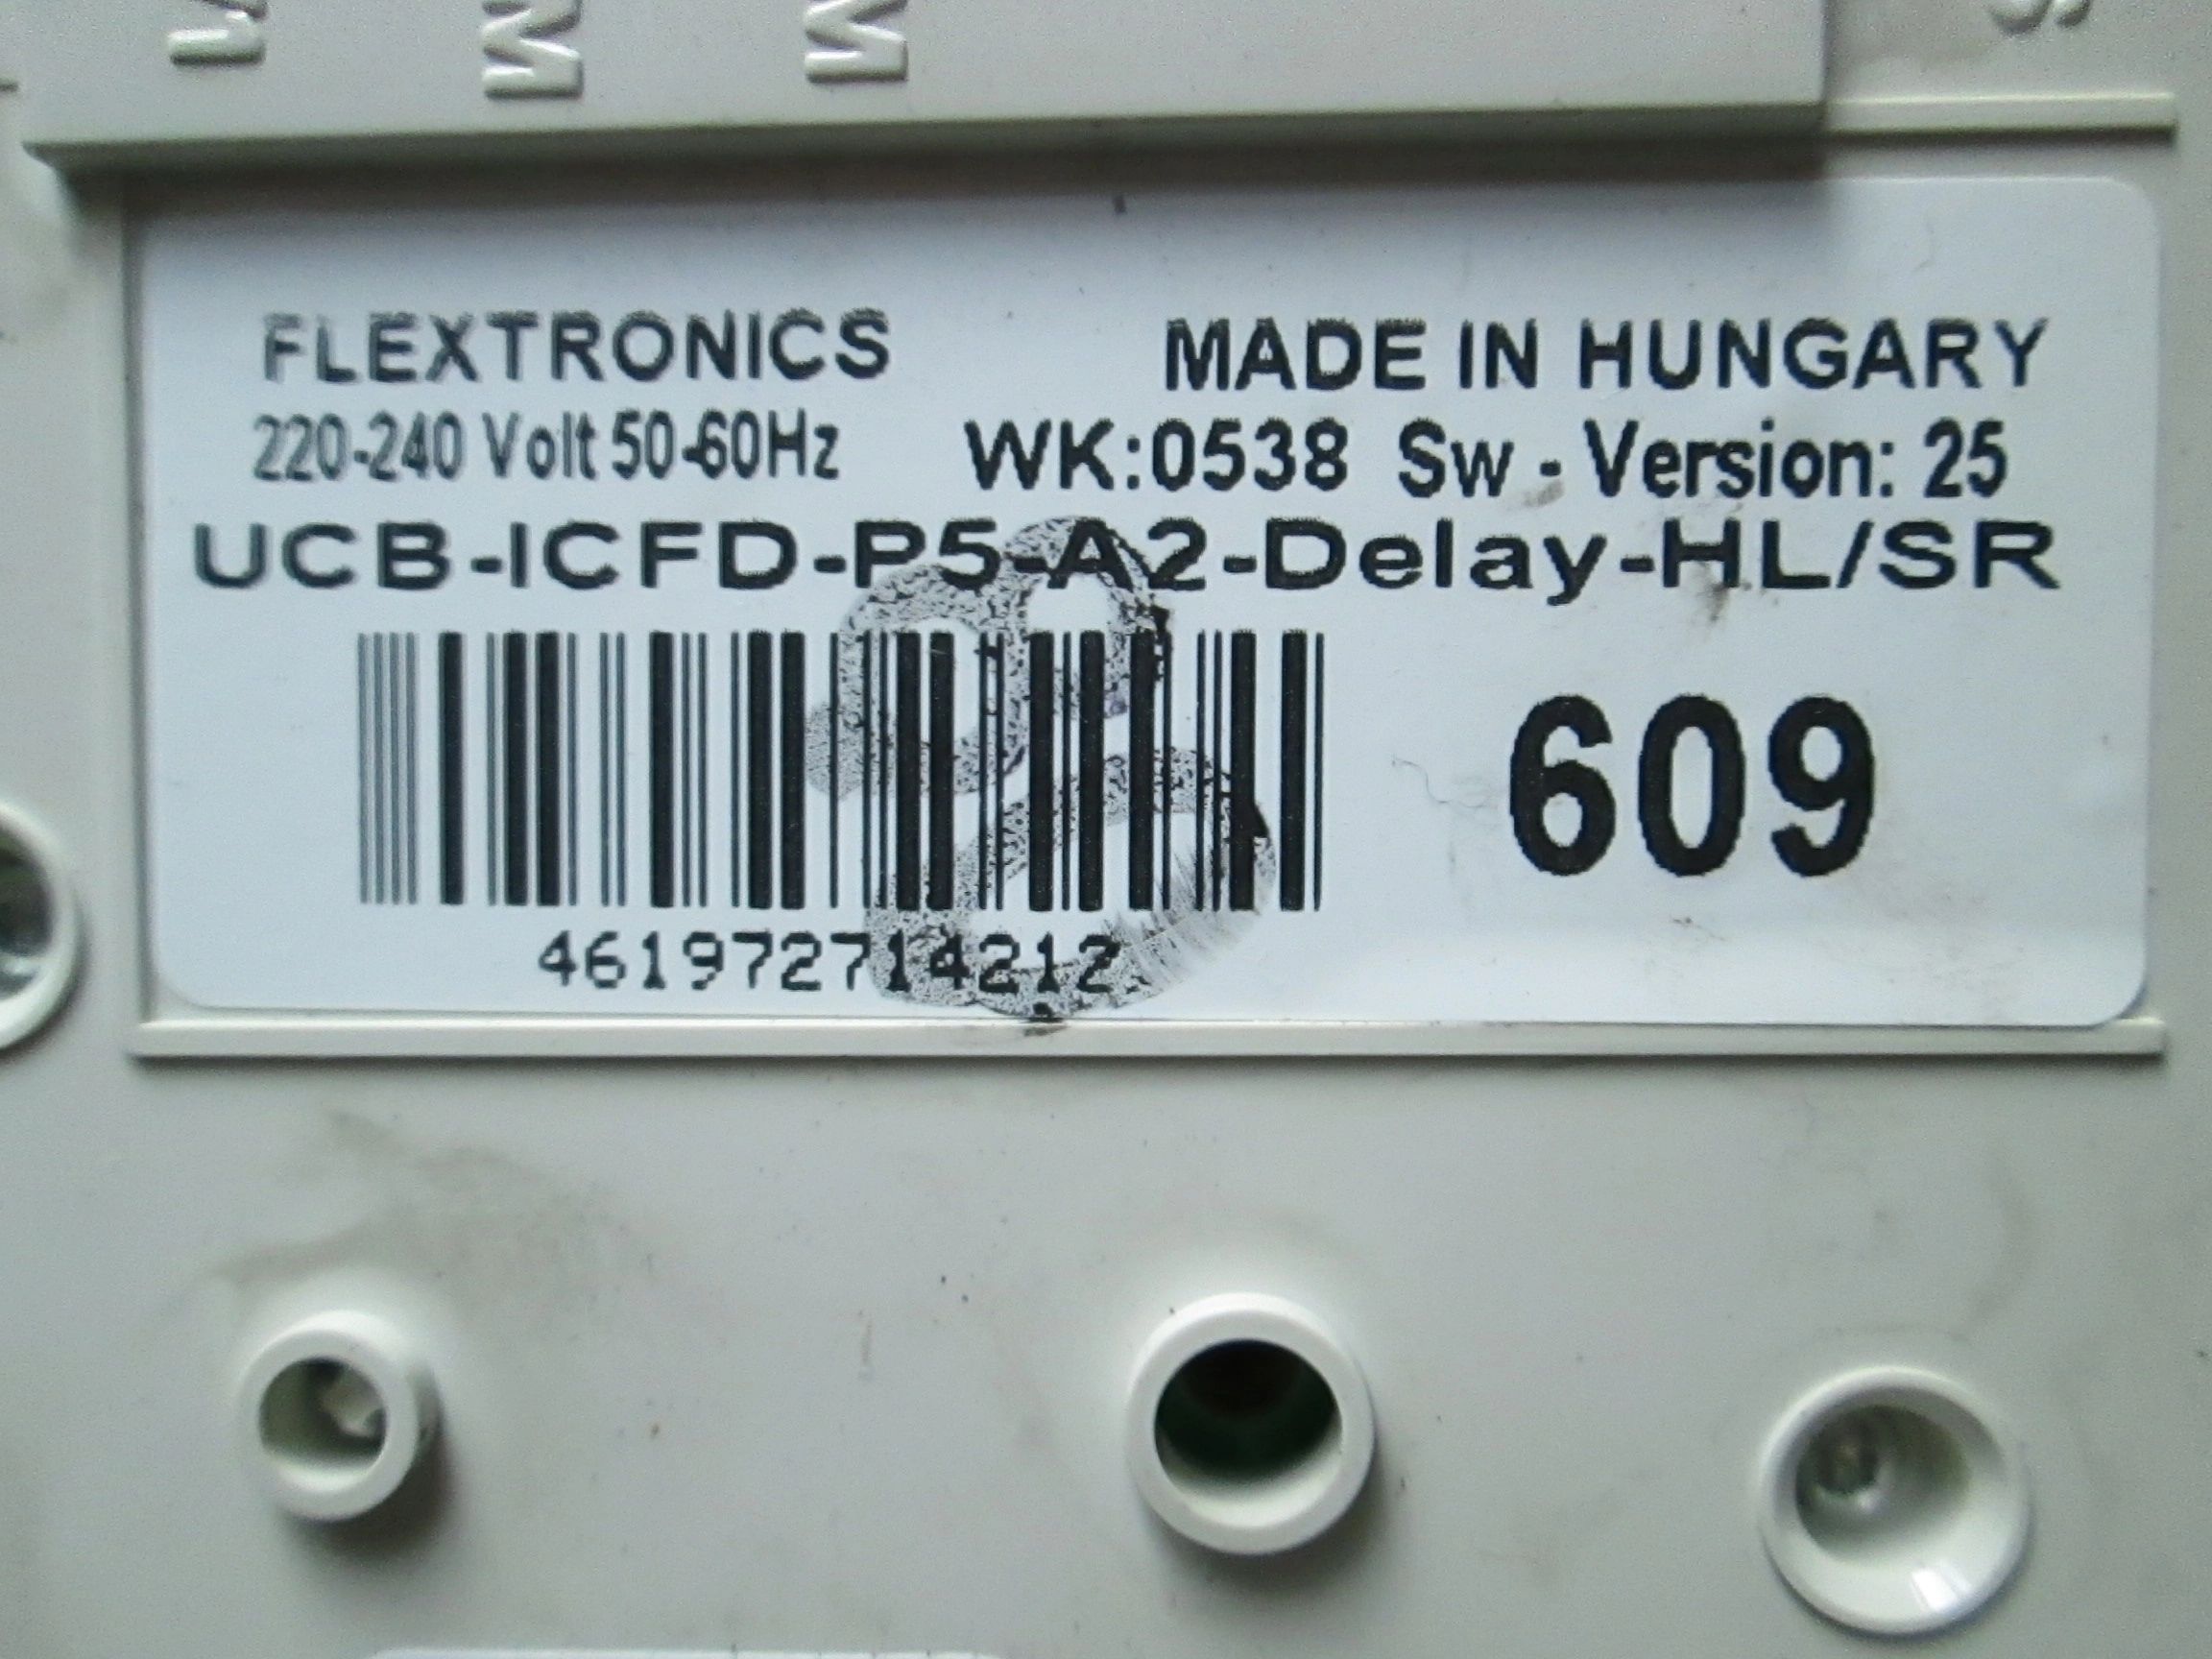 M M M S
FLEXTRONICS MADE IN HUNGARY
220-240 Volt 50-60Hz WK:0538 Sw - Version: 25
UCB-ICFD-P5-A2-Delay-HL/SR
609
461972714212